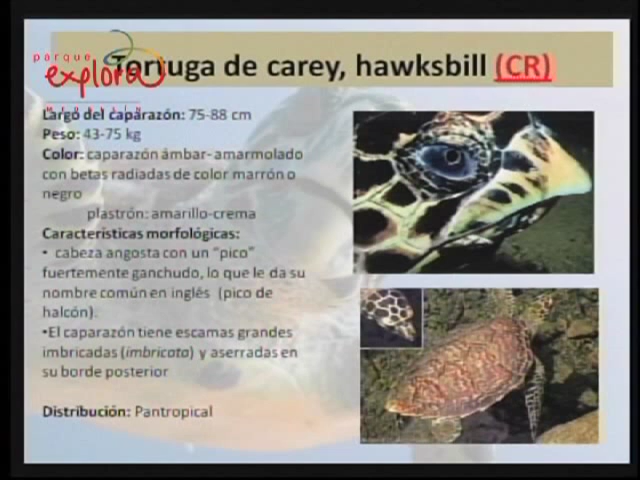 parque
explora
Tortuga de carey, hawksbill (CR)
Largo del caparazón: 75-88 cm
Peso: 43-75 kg
Color: caparazón ámbar- amarmolado
con betas radiadas de color marrón o
negro
plastrón: amarillo-crema
Características morfológicas:
• cabeza angosta con un "pico"
fuertemente ganchudo, lo que le da su
nombre común en inglés (pico de
halcón).
•El caparazón tiene escamas grandes
imbricadas (imbricata) y aserradas en
su borde posterior
Distribución: Pantropical